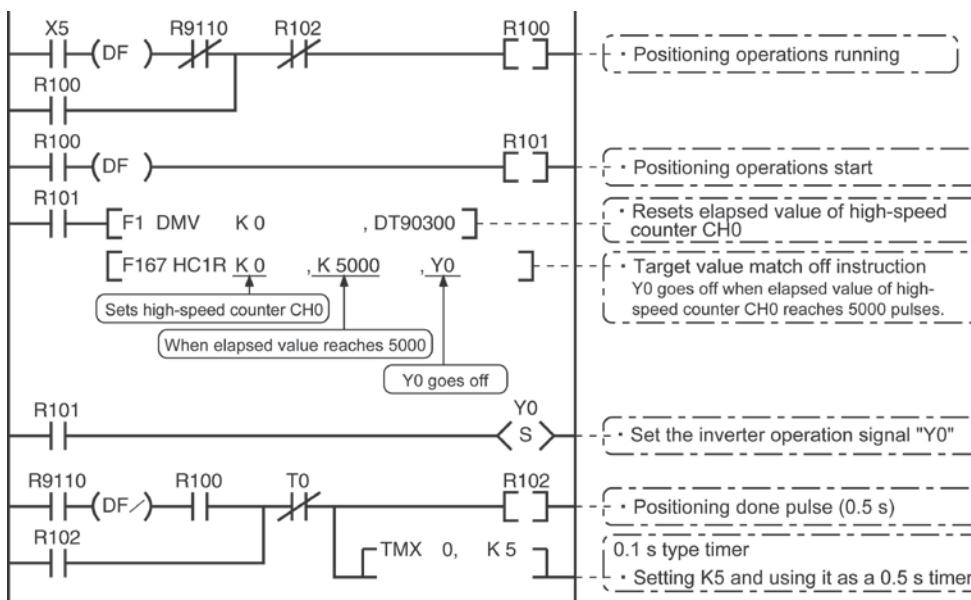 X5 R9110 R102 R100
DF · Positioning operations running
R100
R100 R101
DF · Positioning operations start
R101
F1 DMV K 0 , DT90300 · Resets elapsed value of high-speed
counter CH0
F167 HC1R K 0 , K 5000 , Y0 · Target value match off instruction
Y0 goes off when elapsed value of high-
speed counter CH0 reaches 5000 pulses.
Sets high-speed counter CH0
When elapsed value reaches 5000
Y0 goes off
R101 Y0
S · Set the inverter operation signal "Y0"
R9110 R100 T0 R102
DF/ · Positioning done pulse (0.5 s)
R102
TMX 0, K 5 0.1 s type timer
· Setting K5 and using it as a 0.5 s timer